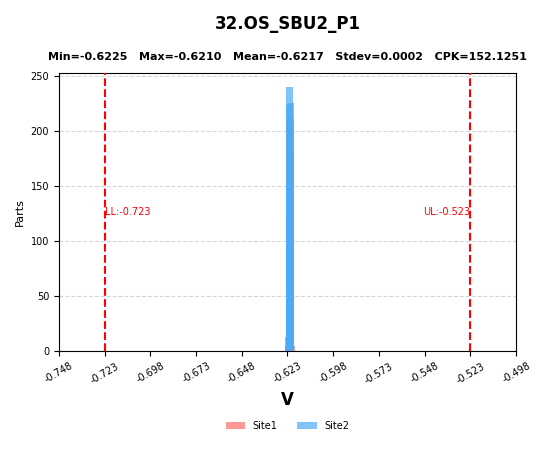 32.OS_SBU2_P1
Min=-0.6225 Max=-0.6210 Mean=-0.6217 Stdev=0.0002 CPK=152.1251
250
200
150
100
50
0
Parts
LL:-0.723
UL:-0.523
-0.748 -0.723 -0.698 -0.673 -0.648 -0.623 -0.598 -0.573 -0.548 -0.523 -0.498
V
Site1 Site2